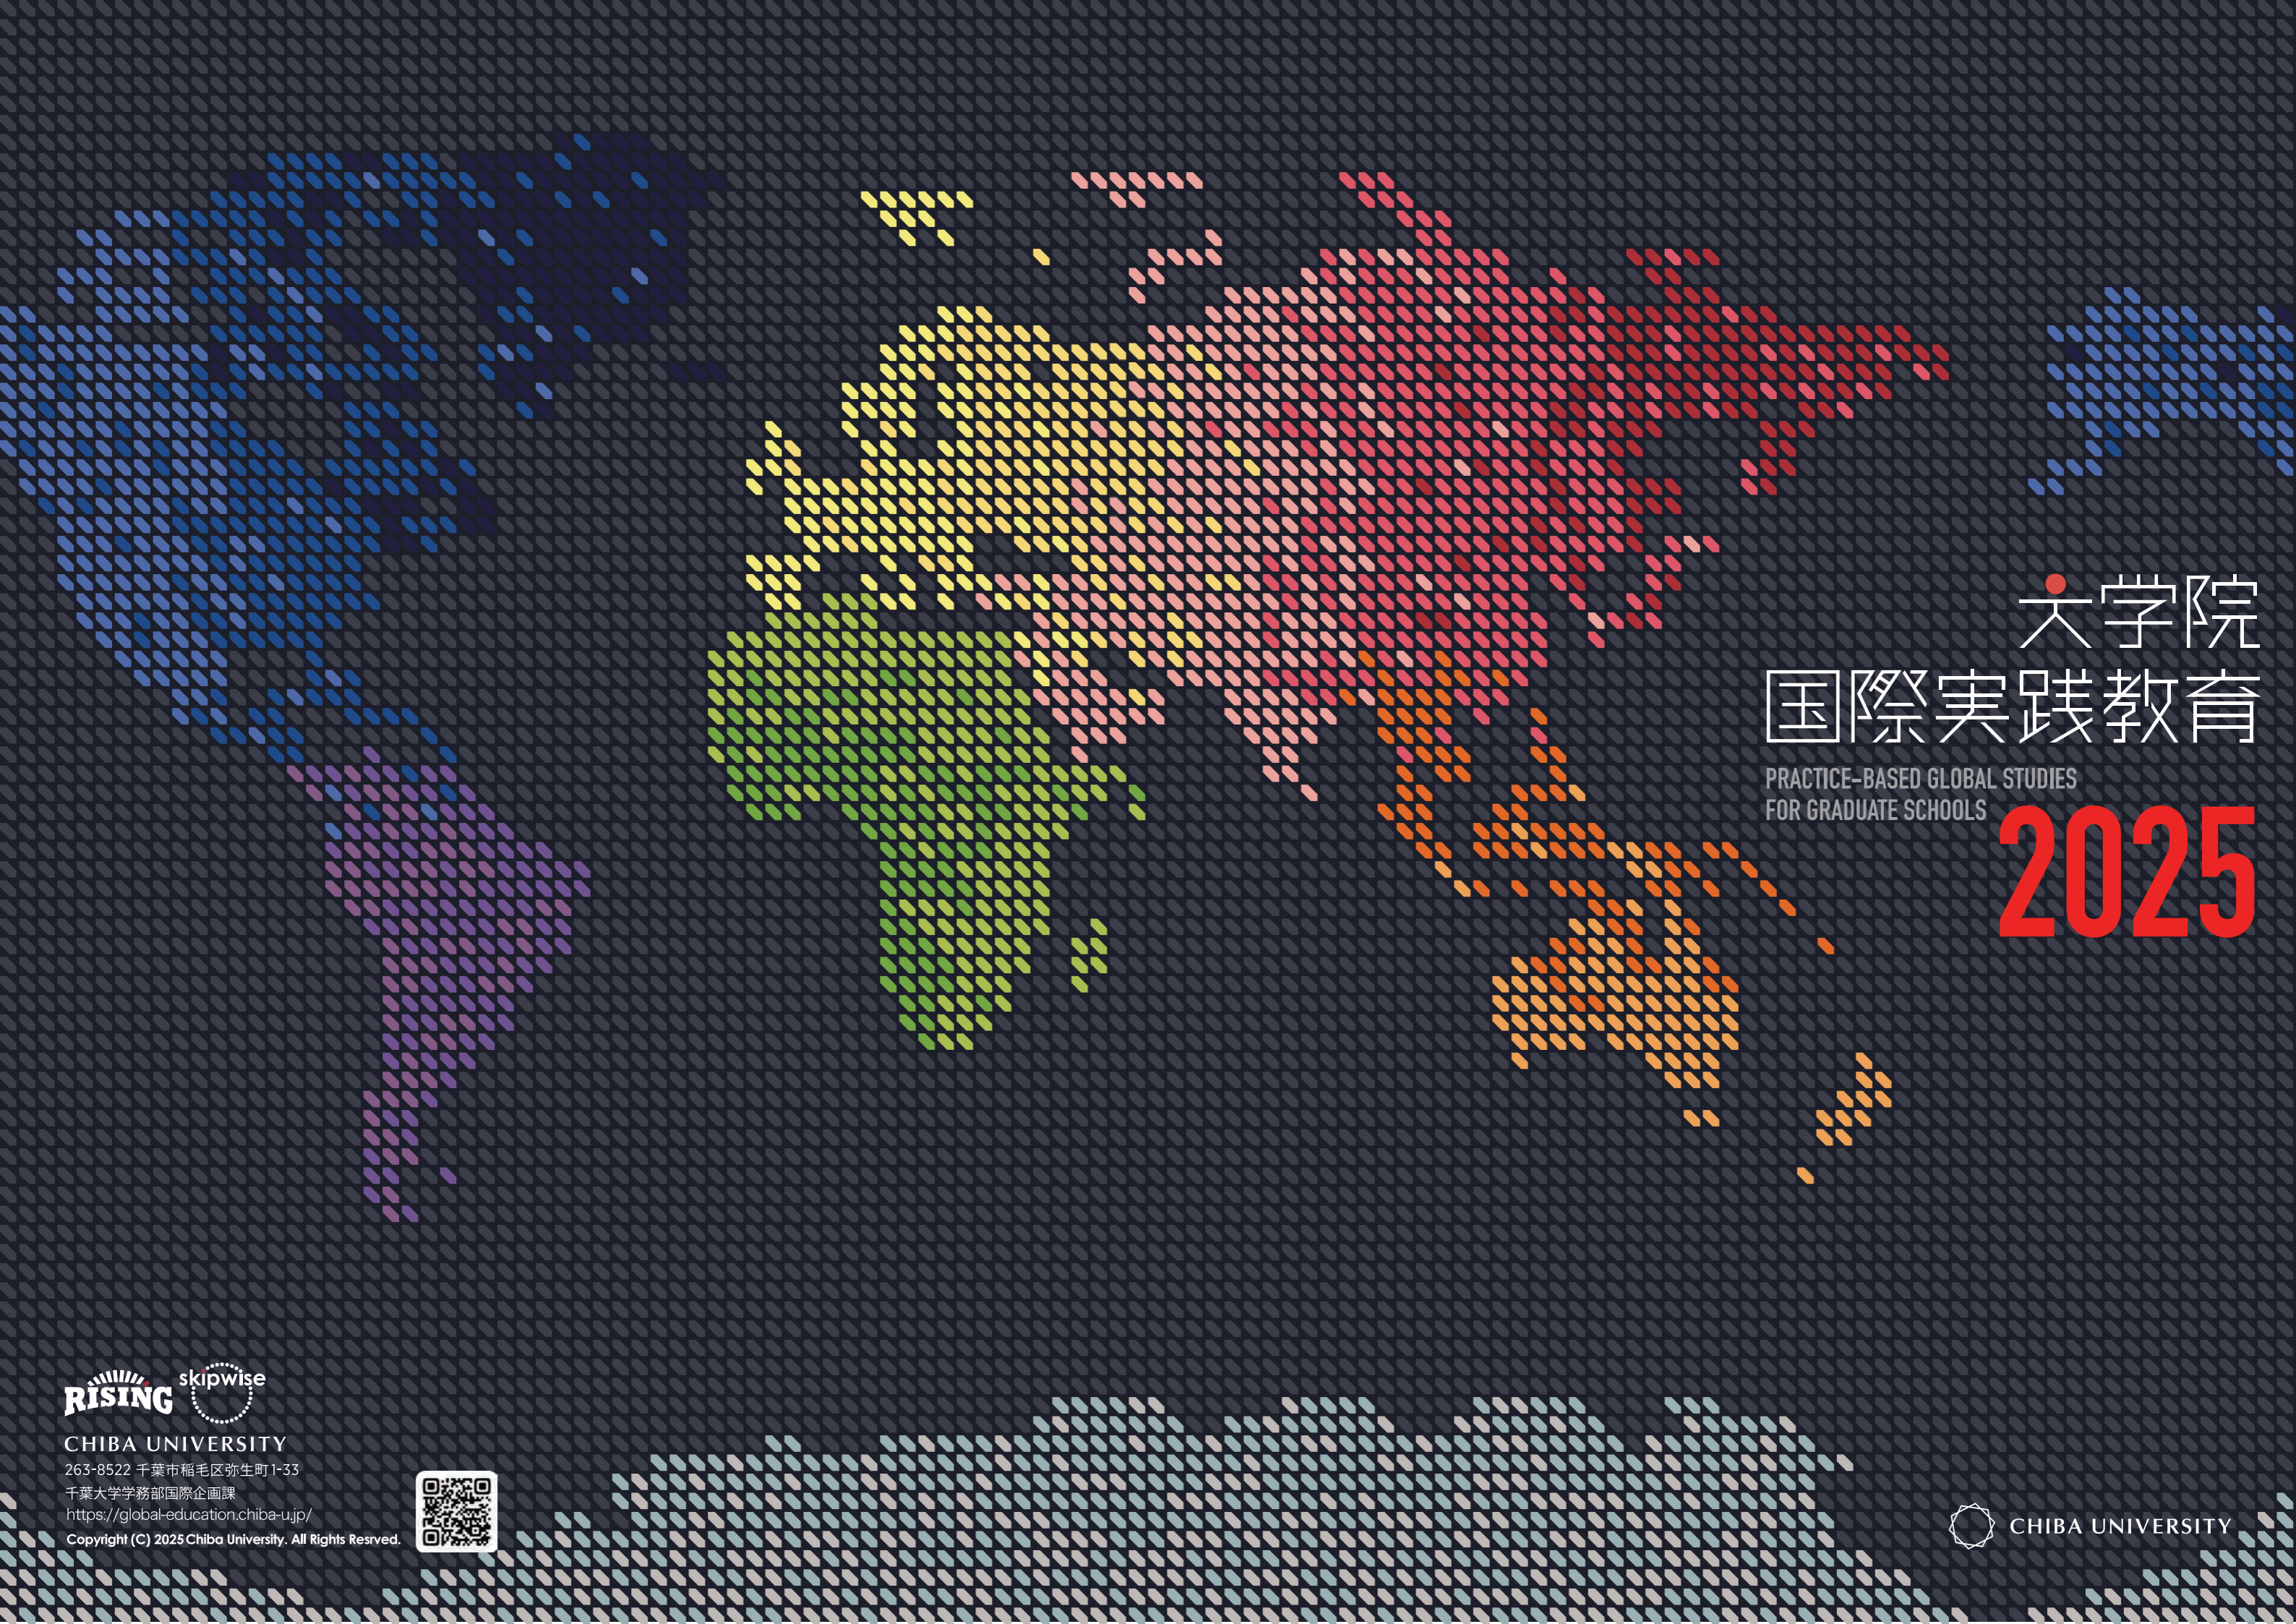 大学院
国際実践教育
PRACTICE-BASED GLOBAL STUDIES
FOR GRADUATE SCHOOLS
2025
RISING
skipwise
CHIBA UNIVERSITY
263-8522 千葉市稲毛区弥生町1-33
千葉大学学務部国際企画課
https://global-education.chiba-u.jp/
Copyright (C) 2025 Chiba University. All Rights Resrved.
CHIBA UNIVERSITY